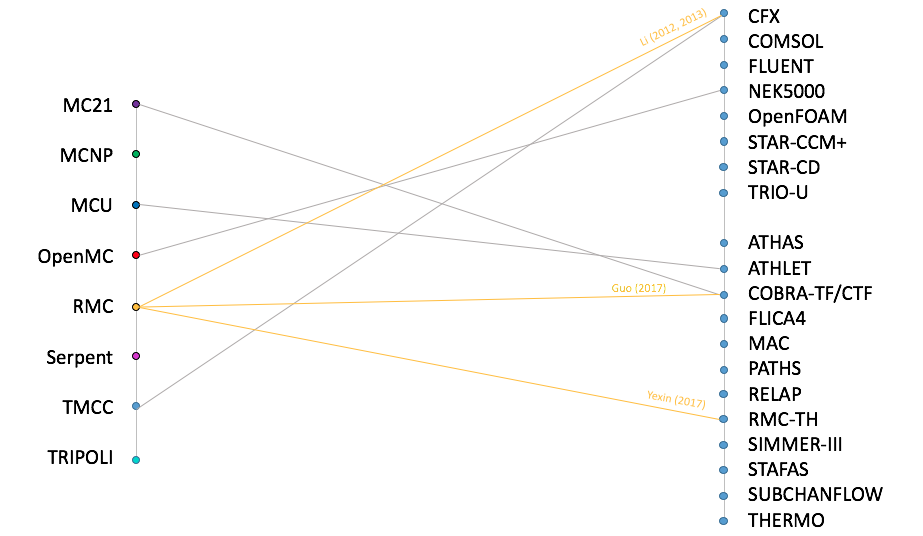 MC21
MCNP
MCU
OpenMC
RMC
Serpent
TMCC
TRIPOLI
Li (2012, 2013)
Guo (2017)
Yexin (2017)
CFX
COMSOL
FLUENT
NEK5000
OpenFOAM
STAR-CCM+
STAR-CD
TRIO-U
ATHAS
ATHLET
COBRA-TF/CTF
FLICA4
MAC
PATHS
RELAP
RMC-TH
SIMMER-III
STAFAS
SUBCHANFLOW
THERMO